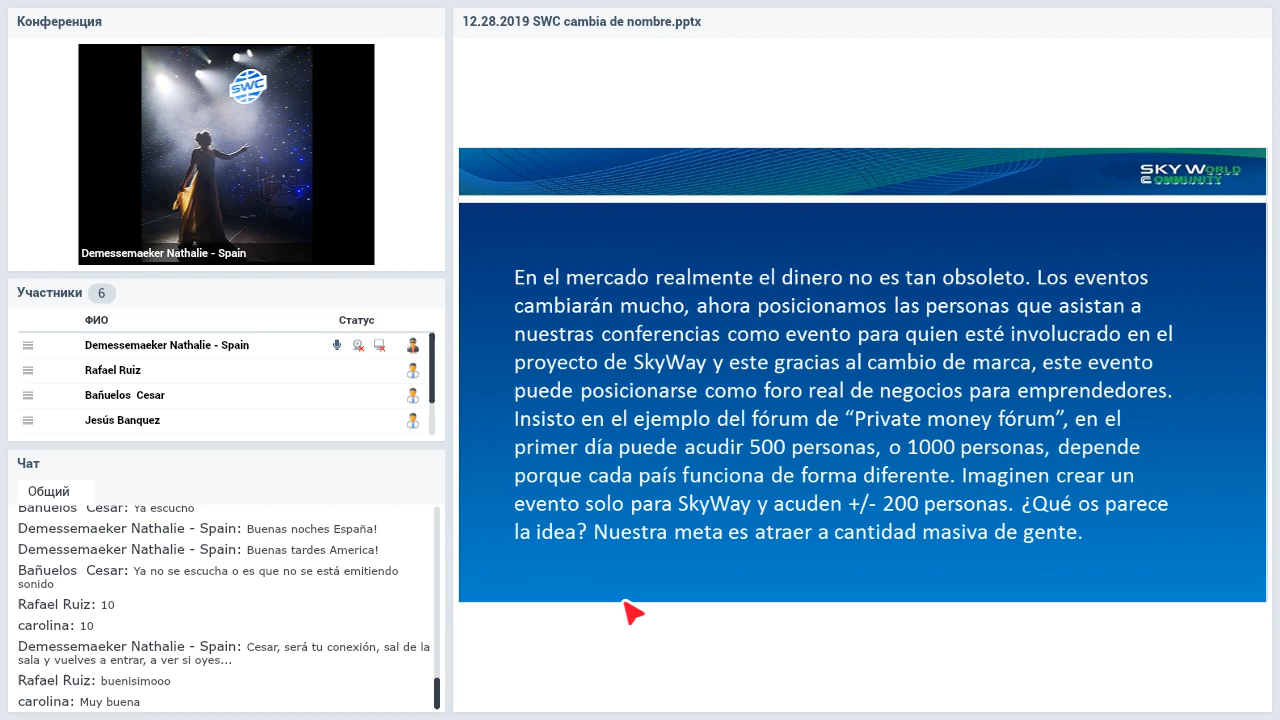 Конференция
SWC
Demessemaeker Nathalie - Spain
Участники 6
ФИО Статус
Demessemaeker Nathalie - Spain
Rafael Ruiz
Bañuelos Cesar
Jesús Banquez
Чат
Общий
Bañuelos Cesar: Ya escucho
Demessemaeker Nathalie - Spain: Buenas noches España!
Demessemaeker Nathalie - Spain: Buenas tardes America!
Bañuelos Cesar: Ya no se escucha o es que no se está emitiendo
sonido
Rafael Ruiz: 10
carolina: 10
Demessemaeker Nathalie - Spain: Cesar, será tu conexión, sal de la
sala y vuelves a entrar, a ver si oyes...
Rafael Ruiz: buenisimooo
carolina: Muy buena
12.28.2019 SWC cambia de nombre.pptx
SKY WORLD
COMMUNITY
En el mercado realmente el dinero no es tan obsoleto. Los eventos
cambiarán mucho, ahora posicionamos las personas que asistan a
nuestras conferencias como evento para quien esté involucrado en el
proyecto de SkyWay y este gracias al cambio de marca, este evento
puede posicionarse como foro real de negocios para emprendedores.
Insisto en el ejemplo del fórum de “Private money fórum”, en el
primer día puede acudir 500 personas, o 1000 personas, depende
porque cada país funciona de forma diferente. Imaginen crear un
evento solo para SkyWay y acuden +/- 200 personas. ¿Qué os parece
la idea? Nuestra meta es atraer a cantidad masiva de gente.